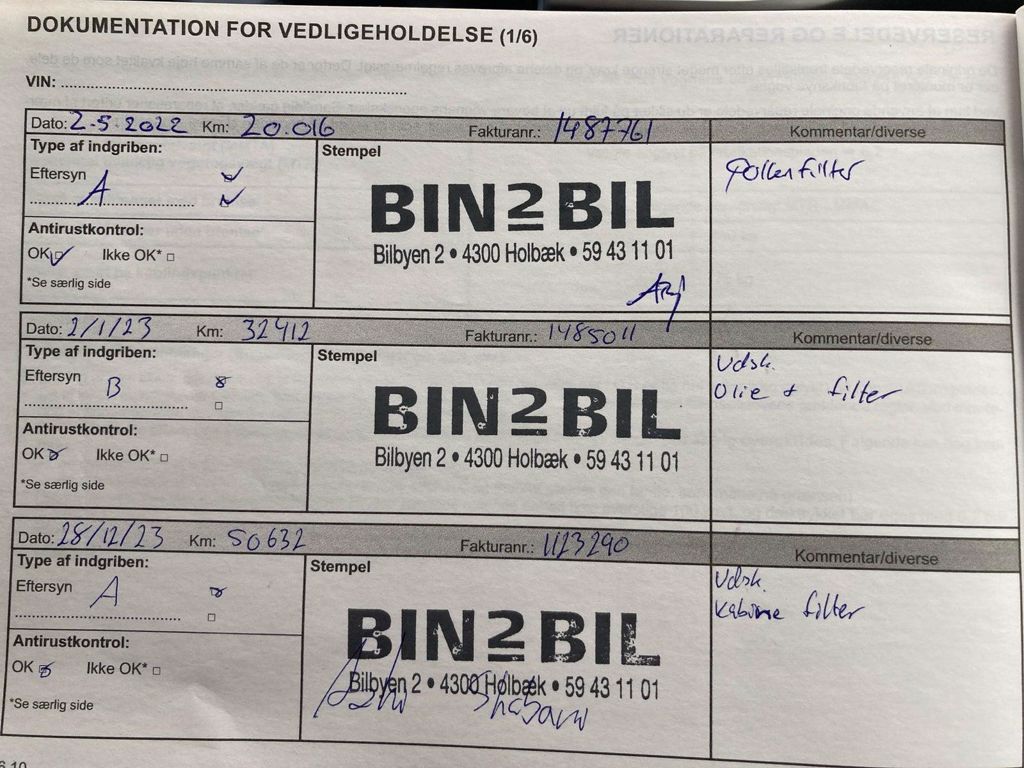 DOKUMENTATION FOR VEDLIGEHOLDELSE (1/6)
VIN:
Dato: 2-5-2022 Km: 20.016 Fakturanr.: 1487761 Kommentar/diverse
Type af indgriben: Stempel
Eftersyn A
Pollenfilter
BIN2BIL
Bilbyen 2 • 4300 Holbæk • 59 43 11 01
Antirustkontrol:
OK Ikke OK*
*Se særlig side
Dato: 2/1/23 Km: 32412 Fakturanr.: 1485011 Kommentar/diverse
Type af indgriben: Stempel
Eftersyn B
Udsk.
Olie + filter
BIN2BIL
Bilbyen 2 • 4300 Holbæk • 59 43 11 01
Antirustkontrol:
OK Ikke OK*
*Se særlig side
Dato: 28/12/23 Km: 50632 Fakturanr.: 1123290 Kommentar/diverse
Type af indgriben: Stempel
Eftersyn A
Udsk.
Kabine filter
BIN2BIL
Bilbyen 2 • 4300 Holbæk • 59 43 11 01
Antirustkontrol:
OK Ikke OK*
*Se særlig side
6.10